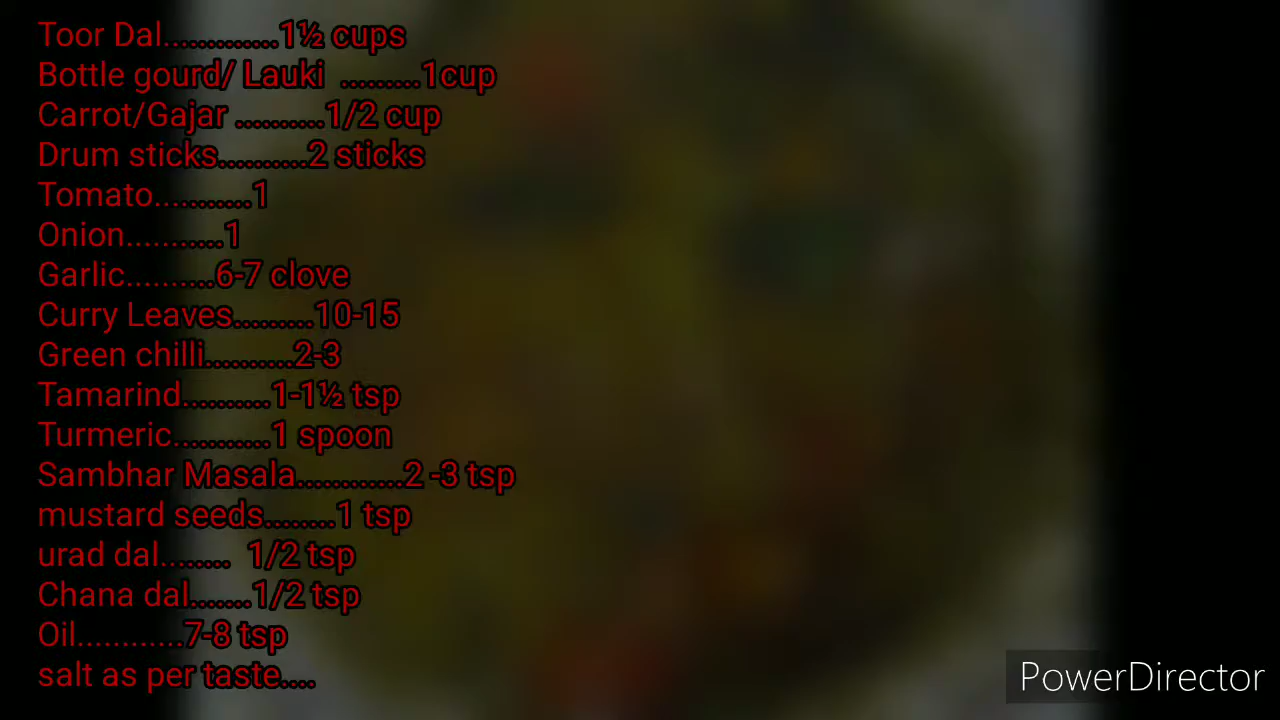 Toor Dal.............1½ cups
Bottle gourd/ Lauki .........1cup
Carrot/Gajar ..........1/2 cup
Drum sticks..........2 sticks
Tomato...........1
Onion...........1
Garlic..........6-7 clove
Curry Leaves.........10-15
Green chilli..........2-3
Tamarind..........1-1½ tsp
Turmeric...........1 spoon
Sambhar Masala............2 -3 tsp
mustard seeds........1 tsp
urad dal........ 1/2 tsp
Chana dal.......1/2 tsp
Oil............7-8 tsp
salt as per taste....
PowerDirector